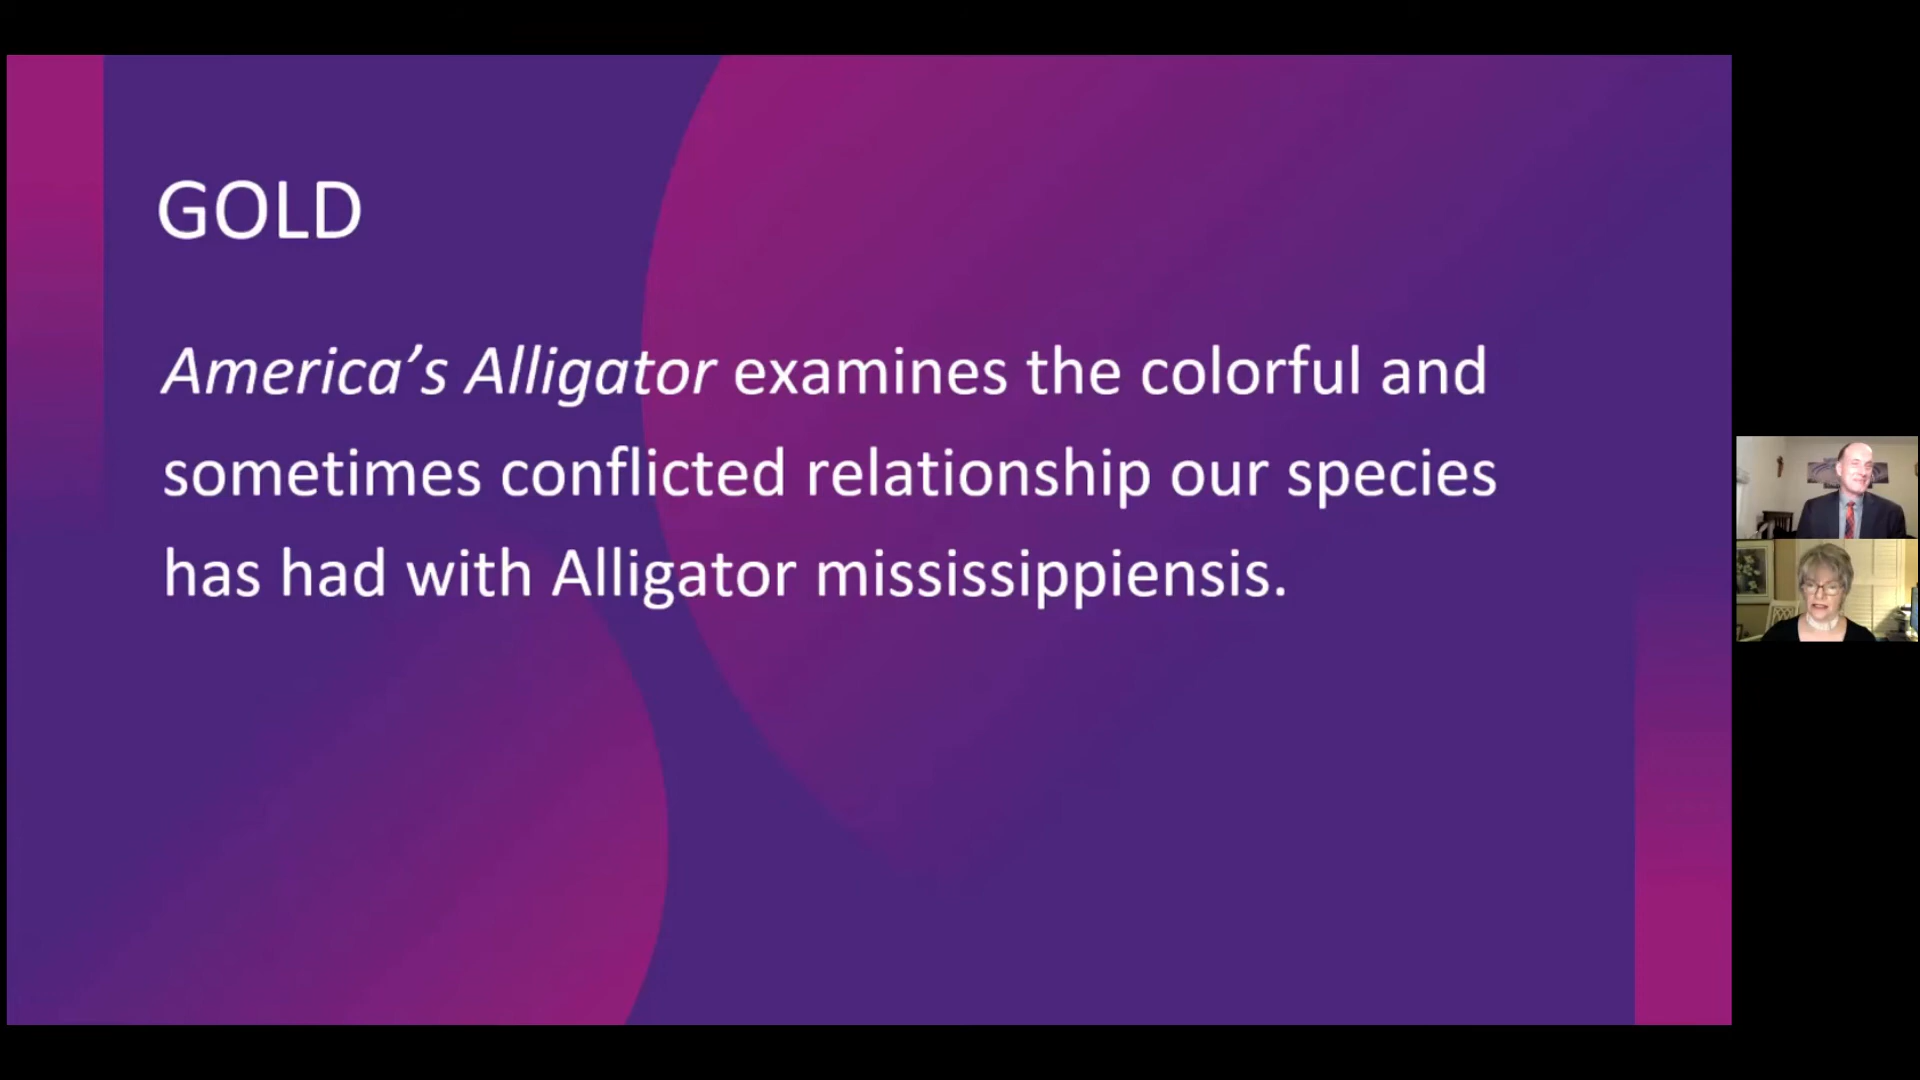 GOLD
America’s Alligator examines the colorful and
sometimes conflicted relationship our species
has had with Alligator mississippiensis.